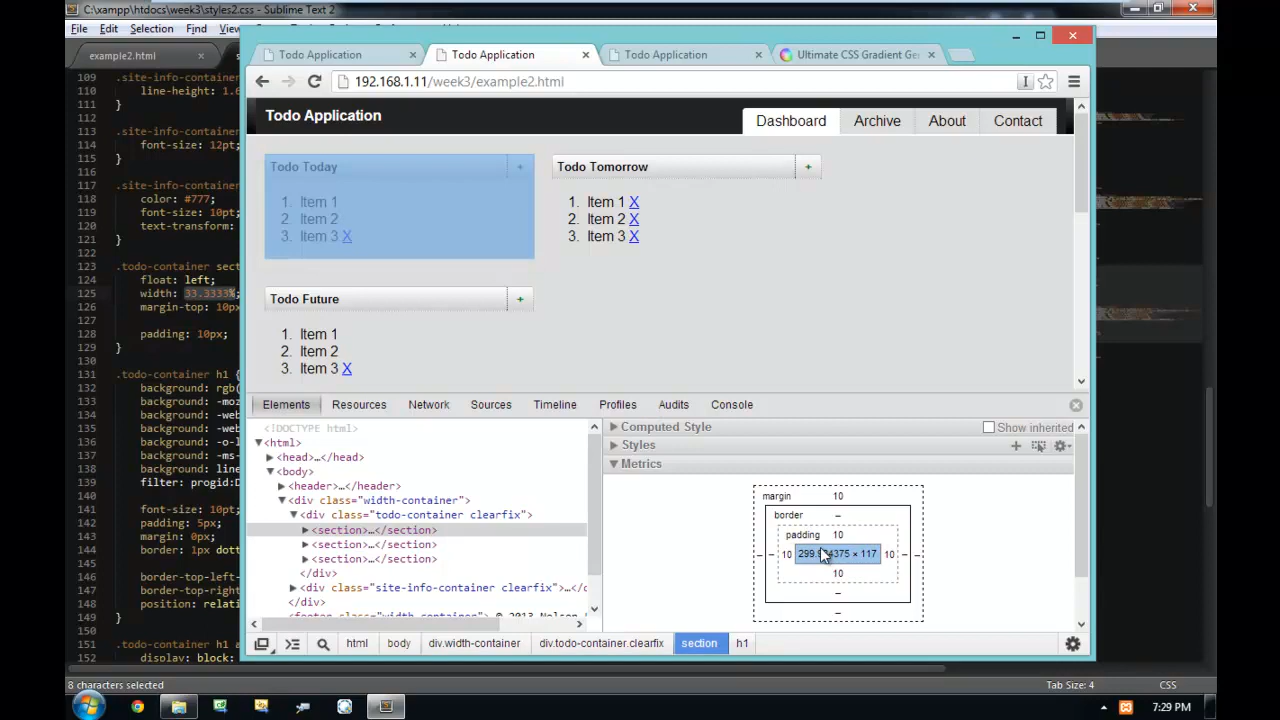 C:\xampp\htdocs\week3\styles2.css - Sublime Text 2
File Edit Selection Find View
example2.html ×
109 .site-info-container
110 line-height: 1.6
111 }
112
113 .site-info-container
114 font-size: 12pt;
115 }
116
117 .site-info-container
118 color: #777;
119 font-size: 10pt;
120 text-transform:
121 }
122
123 .todo-container sect
124 float: left;
125 width: 33.3333%;
126 margin-top: 10px
127
128 padding: 10px;
129 }
130
131 .todo-container h1 {
132 background: rgb(
133 background: -moz
134 background: -web
135 background: -web
136 background: -o-l
137 background: -ms-
138 background: line
139 filter: progid:D
140
141 font-size: 10pt;
142 padding: 5px;
143 margin: 0px;
144 border: 1px dott
145
146 border-top-left-
147 border-top-right
148 position: relati
149 }
150
151 .todo-container h1 a
152 display: block;
Todo Application × Todo Application × Todo Application × Ultimate CSS Gradient Ge ×
192.168.1.11/week3/example2.html
Todo Application
Dashboard Archive About Contact
Todo Today +
1. Item 1
2. Item 2
3. Item 3 X
Todo Tomorrow +
1. Item 1 X
2. Item 2 X
3. Item 3 X
Todo Future +
1. Item 1
2. Item 2
3. Item 3 X
Elements Resources Network Sources Timeline Profiles Audits Console
<!DOCTYPE html>
▼<html>
▶<head>…</head>
▼<body>
▶<header>…</header>
▼<div class="width-container">
▼<div class="todo-container clearfix">
▶<section>…</section>
▶<section>…</section>
▶<section>…</section>
</div>
▶<div class="site-info-container clearfix">…</d
</div>
▶ Computed Style Show inherited
▶ Styles
▼ Metrics
margin 10
border –
padding 10
– – 10 × 117 10 – –
10
–
–
html body div.width-container div.todo-container.clearfix section h1
8 characters selected
Tab Size: 4 CSS
7:29 PM